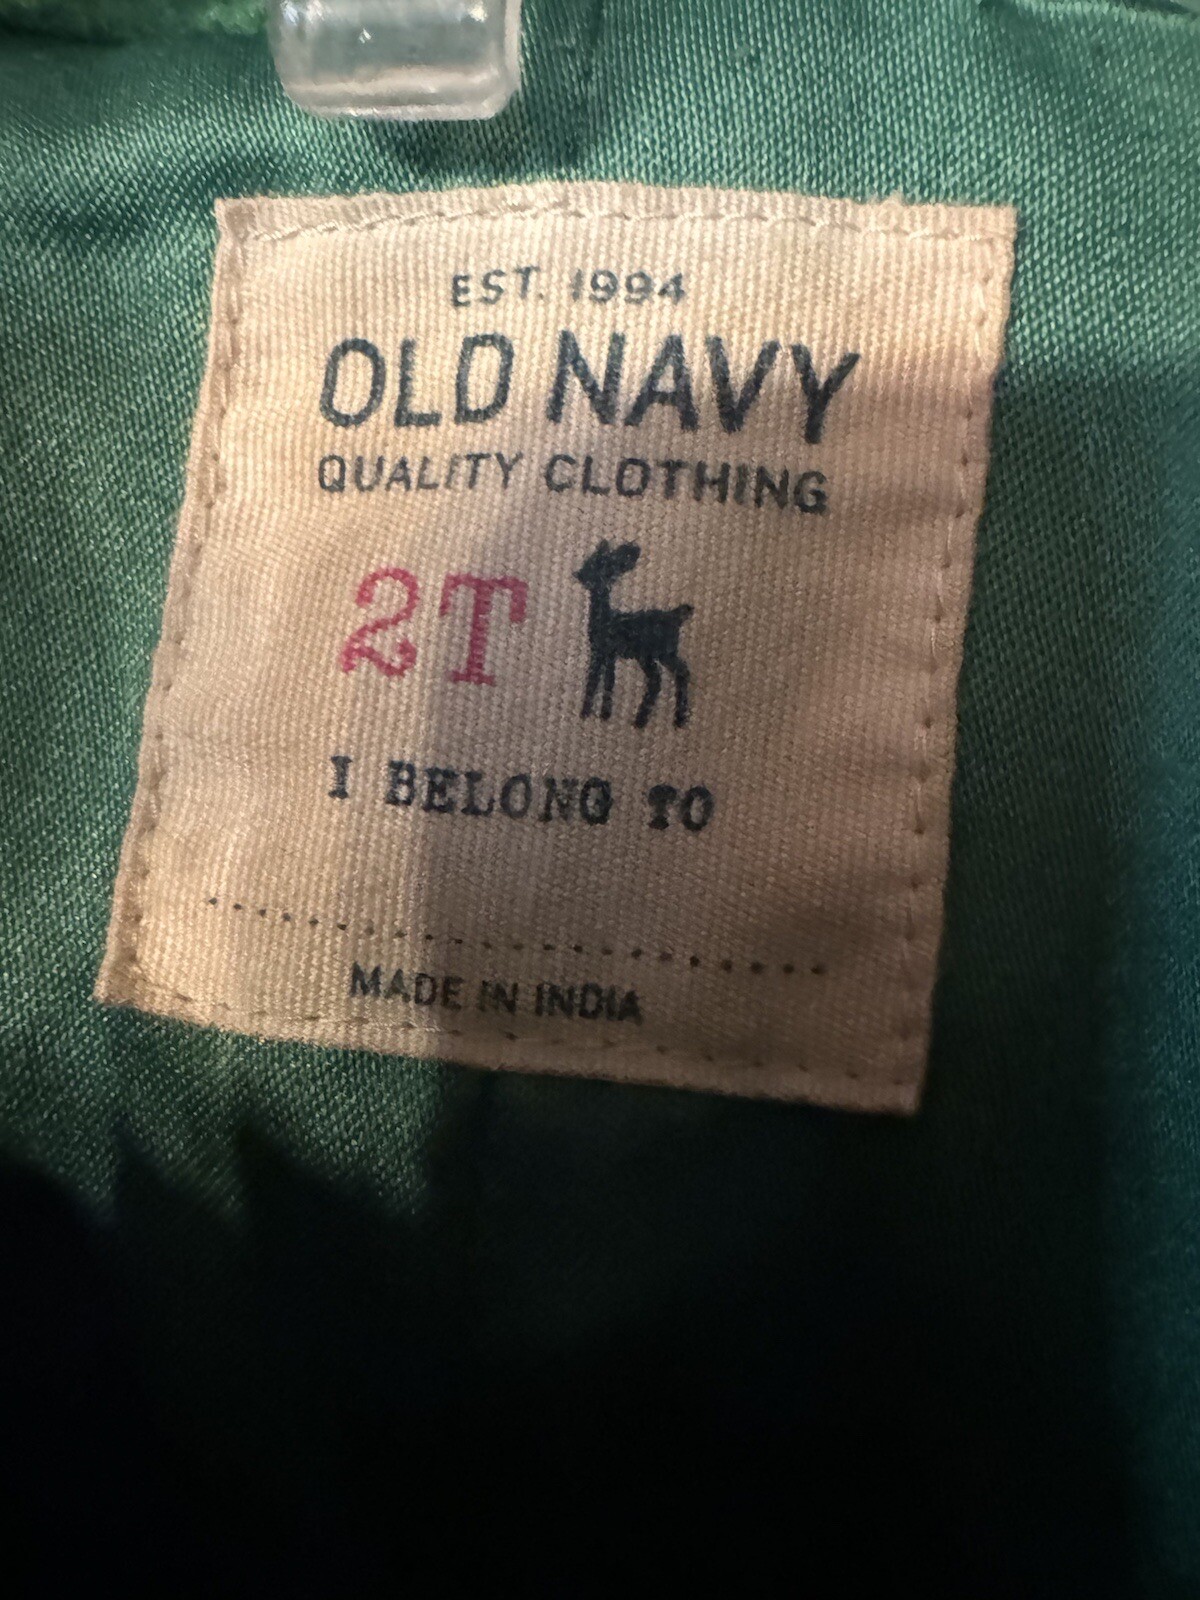 EST. 1994
OLD NAVY
QUALITY CLOTHING
2T
I BELONG TO
MADE IN INDIA